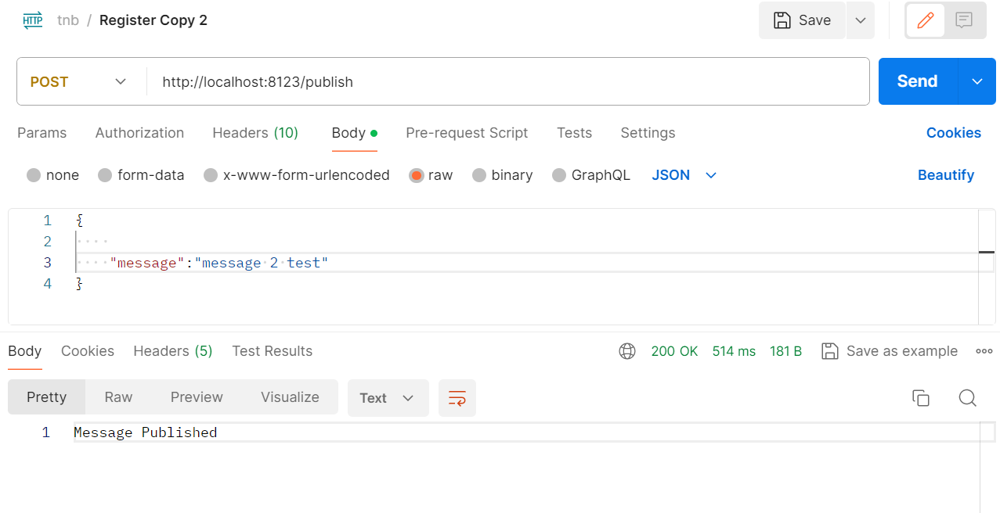 HTTP tnb / Register Copy 2 Save
POST http://localhost:8123/publish Send
Params Authorization Headers (10) Body Pre-request Script Tests Settings Cookies
none form-data x-www-form-urlencoded raw binary GraphQL JSON Beautify
1 {
2
3 "message":"message 2 test"
4 }
Body Cookies Headers (5) Test Results 200 OK 514 ms 181 B Save as example
Pretty Raw Preview Visualize Text
1 Message Published